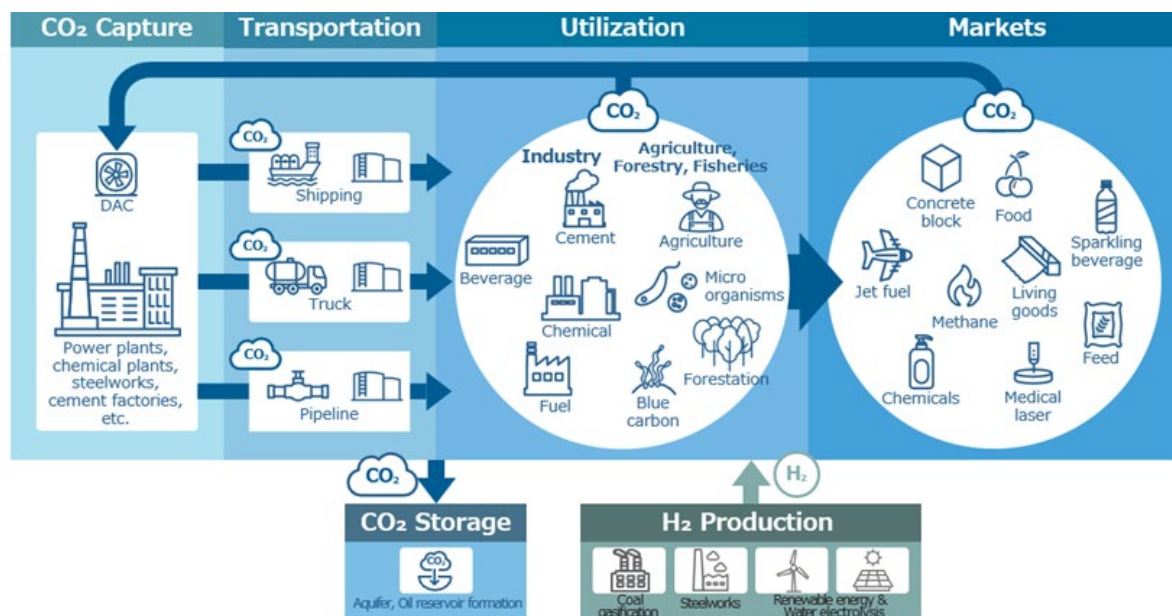 CO₂ Capture
Transportation
Utilization
Markets
CO₂
CO₂
DAC
Power plants,
chemical plants,
steelworks,
cement factories,
etc.
CO₂
Shipping
CO₂
Truck
CO₂
Pipeline
Industry
Agriculture,
Forestry, Fisheries
Cement
Agriculture
Beverage
Chemical
Micro
organisms
Fuel
Blue
carbon
Forestation
Concrete
block
Food
Sparkling
beverage
Jet fuel
Methane
Living
goods
Feed
Chemicals
Medical
laser
CO₂
H₂
CO₂ Storage
CO₂
Aquifer, Oil reservoir formation
H₂ Production
Coal
gasification
Steelworks
Renewable energy &
Water electrolysis